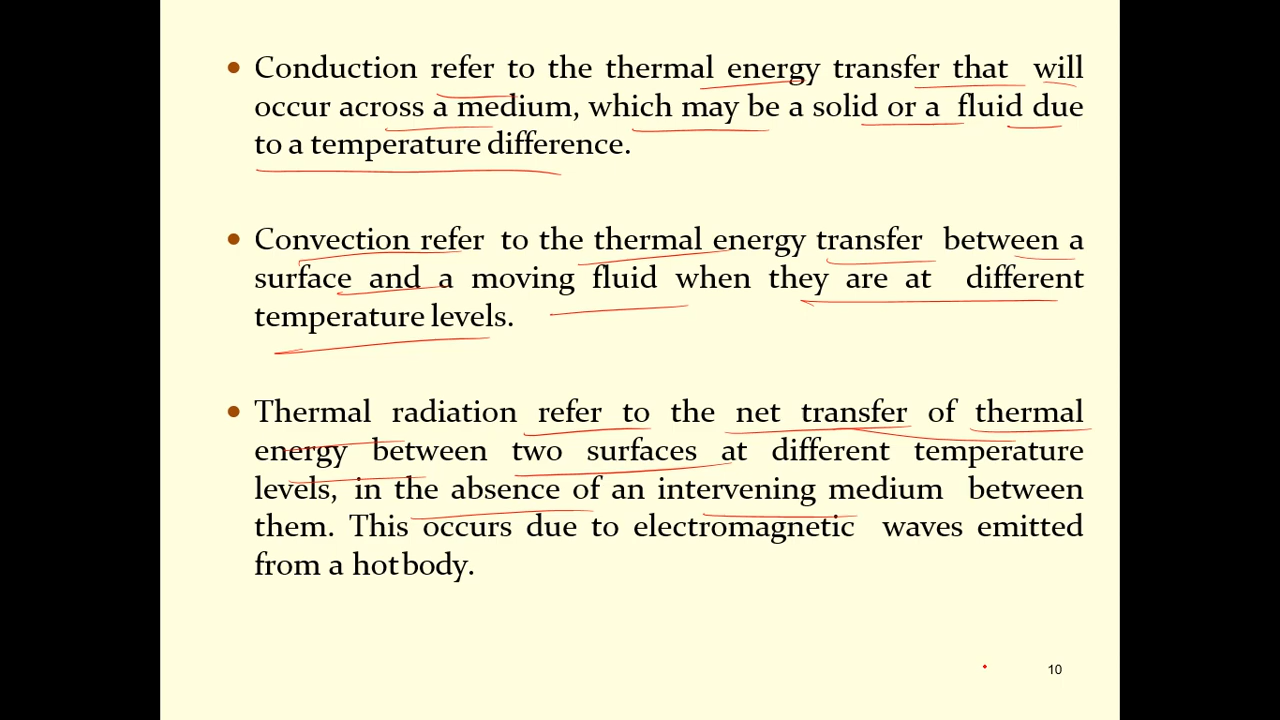 • Conduction refer to the thermal energy transfer that will
occur across a medium, which may be a solid or a fluid due
to a temperature difference.
• Convection refer to the thermal energy transfer between a
surface and a moving fluid when they are at different
temperature levels.
• Thermal radiation refer to the net transfer of thermal
energy between two surfaces at different temperature
levels, in the absence of an intervening medium between
them. This occurs due to electromagnetic waves emitted
from a hot body.
10